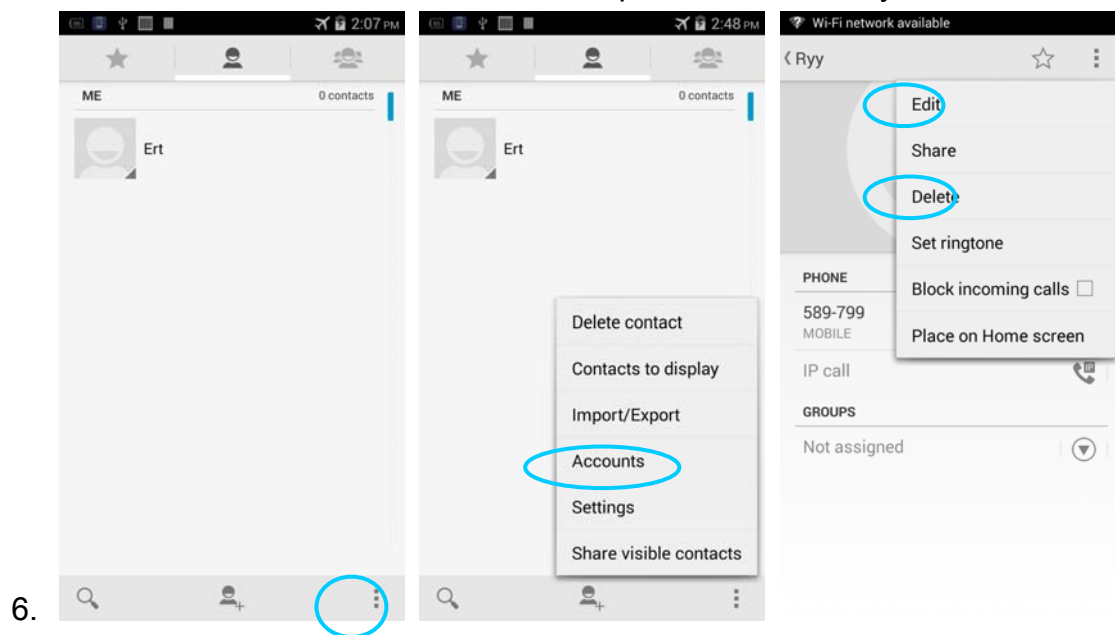 2:07 PM
ME 0 contacts
Ert
6.
2:48 PM
ME 0 contacts
Ert
Delete contact
Contacts to display
Import/Export
Accounts
Settings
Share visible contacts
Wi-Fi network available
Ryy
Edit
Share
Delete
Set ringtone
Block incoming calls
Place on Home screen
PHONE
589-799
MOBILE
IP call
GROUPS
Not assigned